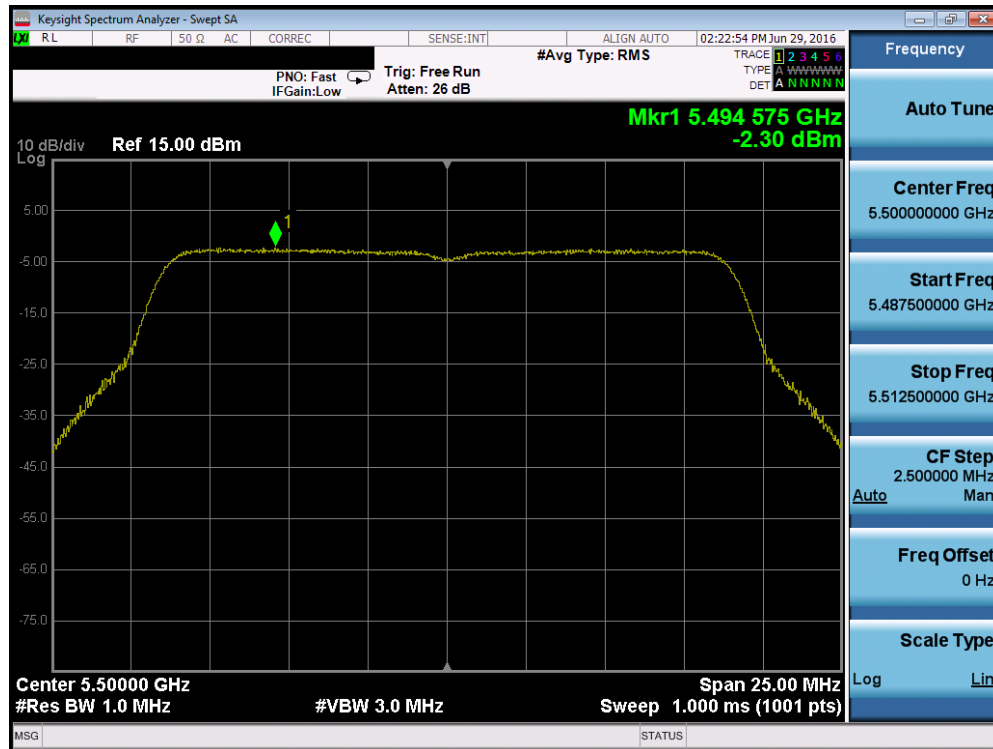 Keysight Spectrum Analyzer - Swept SA
LXI RL RF 50 Ω AC CORREC SENSE:INT ALIGN AUTO 02:22:54 PM Jun 29, 2016
#Avg Type: RMS
TRACE 1 2 3 4 5 6
TYPE A WWWWW
DET A N N N N N
PNO: Fast
IFGain:Low
Trig: Free Run
Atten: 26 dB
Mkr1 5.494 575 GHz
-2.30 dBm
10 dB/div
Log
Ref 15.00 dBm
1
5.00
-5.00
-15.0
-25.0
-35.0
-45.0
-55.0
-65.0
-75.0
Center 5.50000 GHz
Span 25.00 MHz
#Res BW 1.0 MHz
#VBW 3.0 MHz
Sweep 1.000 ms (1001 pts)
MSG
STATUS
Frequency
Auto Tune
Center Freq
5.500000000 GHz
Start Freq
5.487500000 GHz
Stop Freq
5.512500000 GHz
CF Step
2.500000 MHz
Auto Man
Freq Offset
0 Hz
Scale Type
Log Lin